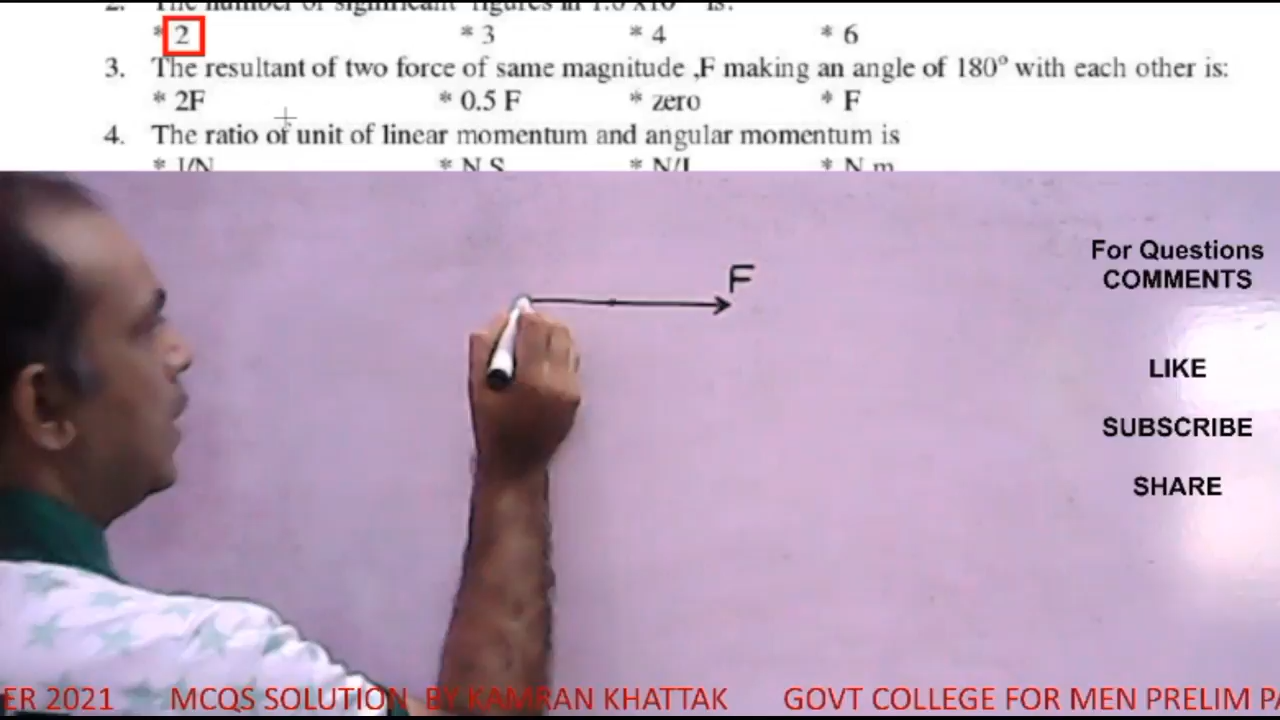 * 2 * 3 * 4 * 6
3. The resultant of two force of same magnitude ,F making an angle of 180° with each other is:
* 2F * 0.5 F * zero * F
4. The ratio of unit of linear momentum and angular momentum is
* N S * N m
F
For Questions
COMMENTS
LIKE
SUBSCRIBE
SHARE
ER 2021 MCQS SOLUTION BY KAMRAN KHATTAK GOVT COLLEGE FOR MEN PRELIM